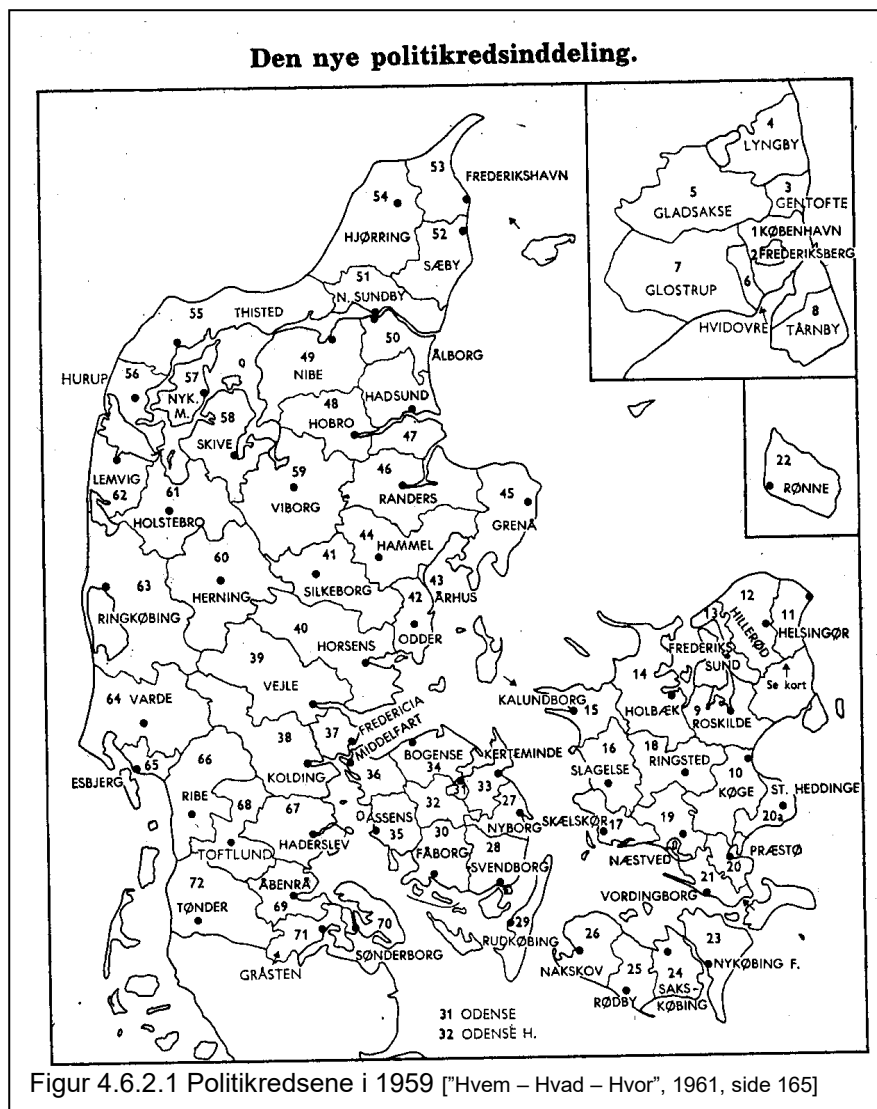 Den nye politikredsinddeling.
4
LYNGBY
5
GLADSAKSE
3
GENTOFTE
1 KØBENHAVN
2 FREDERIKSBERG
7
GLOSTRUP
6
HVIDOVRE
8
TÅRNBY
22
RØNNE
53
FREDERIKSHAVN
54
HJØRRING
52
SÆBY
51
N. SUNDBY
55
THISTED
50
ÅLBORG
49
NIBE
HURUP
56
57
NYK.
M.
58
SKIVE
48
HOBRO
HADSUND
47
LEMVIG
62
61
HOLSTEBRO
59
VIBORG
46
RANDERS
45
GRENÅ
44
HAMMEL
60
HERNING
41
SILKEBORG
43
ÅRHUS
42
ODDER
63
RINGKØBING
40
HORSENS
39
VEJLE
64 VARDE
38
KOLDING
37
FREDERICIA
MIDDELFART
36
65
ESBJERG
66
RIBE
68
TOFTLUND
67
HADERSLEV
72
TØNDER
ÅBENRÅ
69
71
GRÅSTEN
70
SØNDERBORG
BOGENSE
34
KERTEMINDE
31
33
32
27
NYBORG
ASSENS
35
30
FÅBORG
28
SVENDBORG
29
RUDKØBING
12
HILLERØD
11
HELSINGØR
13
FREDERIKS
SUND
Se kort
14
HOLBÆK
9
ROSKILDE
KALUNDBORG
15
16
SLAGELSE
18
RINGSTED
10
KØGE
ST. HEDDINGE
20a
SKÆLSKØR
17
19
NÆSTVED
PRÆSTØ
20
21
VORDINGBORG
26
NAKSKOV
25
RØDBY
24
SAKS-
KØBING
23
NYKØBING F.
31 ODENSE
32 ODENSE H.
Figur 4.6.2.1 Politikredsene i 1959 ["Hvem – Hvad – Hvor", 1961, side 165]